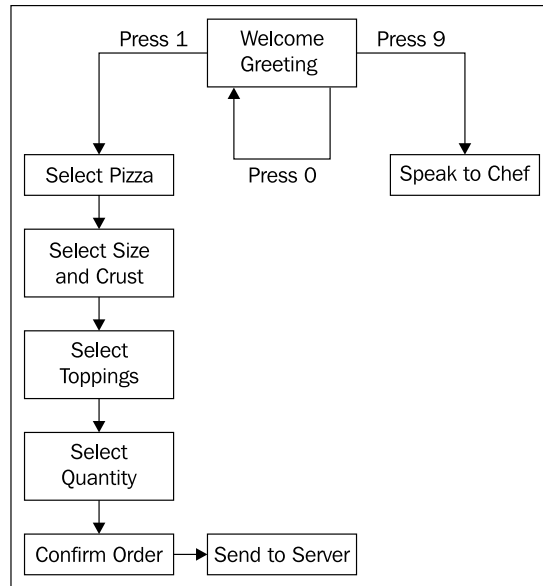 Press 1
Welcome
Greeting
Press 9
Press 0
Select Pizza
Speak to Chef
Select Size
and Crust
Select
Toppings
Select
Quantity
Confirm Order
Send to Server